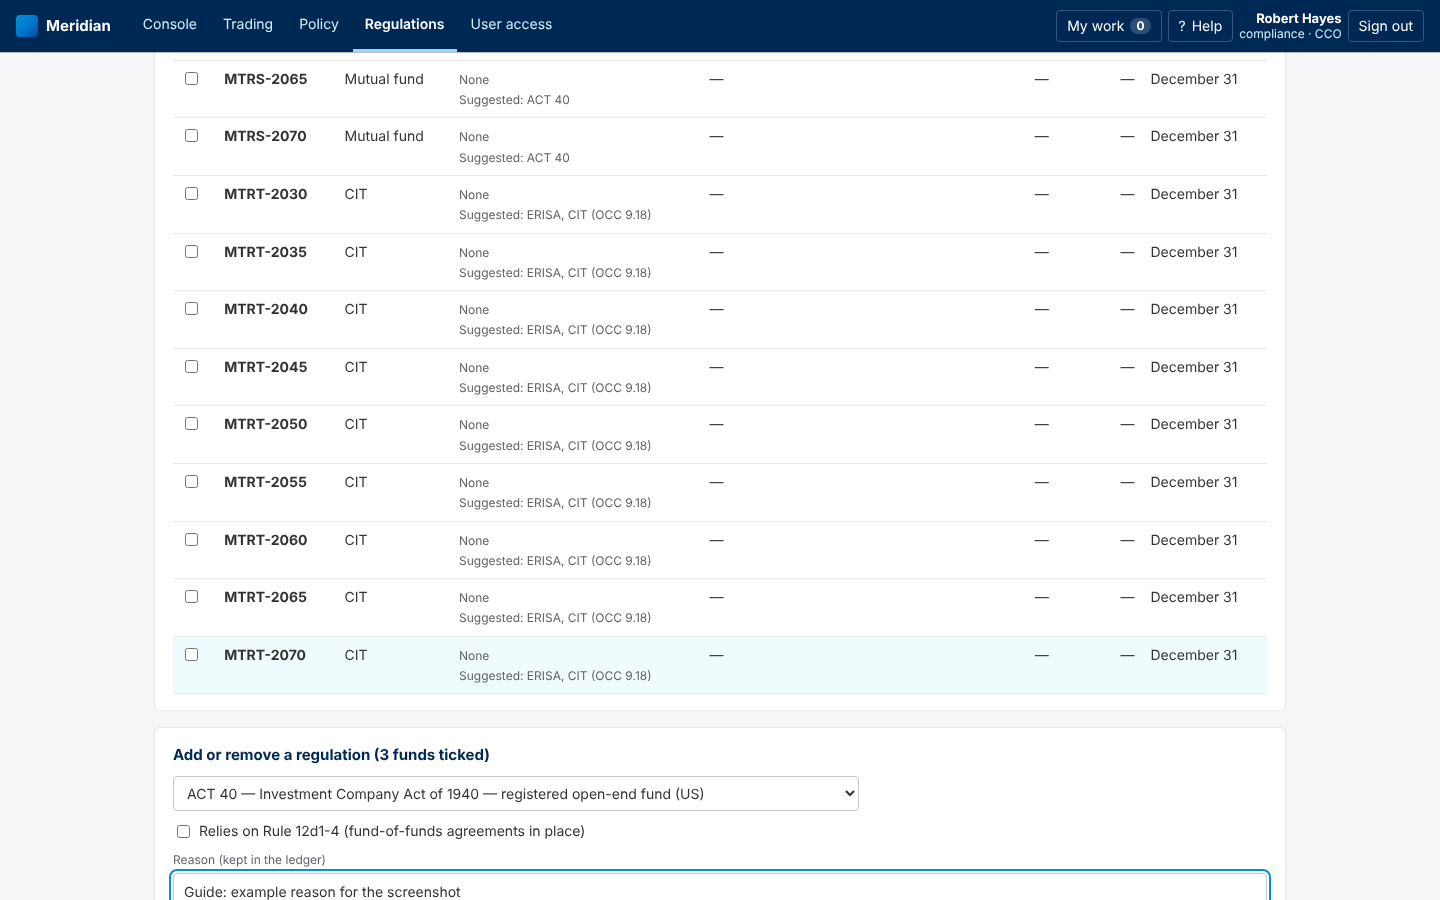 Meridian Console Trading Policy Regulations User access My work 0 ? Help Robert Hayes Sign out
compliance · CCO
MTRS-2065 Mutual fund None — — — December 31
Suggested: ACT 40
MTRS-2070 Mutual fund None — — — December 31
Suggested: ACT 40
MTRT-2030 CIT None — — — December 31
Suggested: ERISA, CIT (OCC 9.18)
MTRT-2035 CIT None — — — December 31
Suggested: ERISA, CIT (OCC 9.18)
MTRT-2040 CIT None — — — December 31
Suggested: ERISA, CIT (OCC 9.18)
MTRT-2045 CIT None — — — December 31
Suggested: ERISA, CIT (OCC 9.18)
MTRT-2050 CIT None — — — December 31
Suggested: ERISA, CIT (OCC 9.18)
MTRT-2055 CIT None — — — December 31
Suggested: ERISA, CIT (OCC 9.18)
MTRT-2060 CIT None — — — December 31
Suggested: ERISA, CIT (OCC 9.18)
MTRT-2065 CIT None — — — December 31
Suggested: ERISA, CIT (OCC 9.18)
MTRT-2070 CIT None — — — December 31
Suggested: ERISA, CIT (OCC 9.18)
Add or remove a regulation (3 funds ticked)
ACT 40 — Investment Company Act of 1940 — registered open-end fund (US)
Relies on Rule 12d1-4 (fund-of-funds agreements in place)
Reason (kept in the ledger)
Guide: example reason for the screenshot